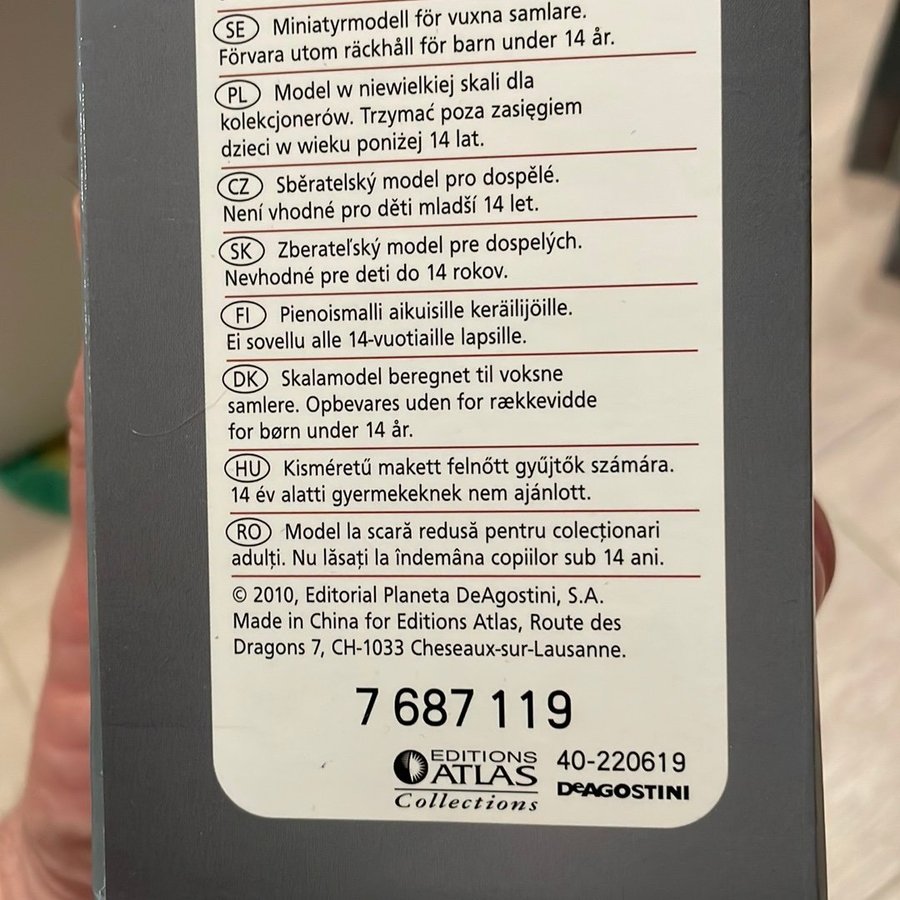 SE Miniatyrmodell för vuxna samlare.
Förvara utom räckhåll för barn under 14 år.
PL Model w niewielkiej skali dla
kolekcjonerów. Trzymać poza zasięgiem
dzieci w wieku poniżej 14 lat.
CZ Sběratelský model pro dospělé.
Není vhodné pro děti mladší 14 let.
SK Zberateľský model pre dospelých.
Nevhodné pre deti do 14 rokov.
FI Pienoismalli aikuisille keräilijöille.
Ei sovellu alle 14-vuotiaille lapsille.
DK Skalamodel beregnet til voksne
samlere. Opbevares uden for rækkevidde
for børn under 14 år.
HU Kisméretű makett felnőtt gyűjtők számára.
14 év alatti gyermekeknek nem ajánlott.
RO Model la scară redusă pentru colecționari
adulți. Nu lăsați la îndemâna copiilor sub 14 ani.
© 2010, Editorial Planeta DeAgostini, S.A.
Made in China for Editions Atlas, Route des
Dragons 7, CH-1033 Cheseaux-sur-Lausanne.
7 687 119
EDITIONS
ATLAS
Collections
40-220619
DeAGOSTINI